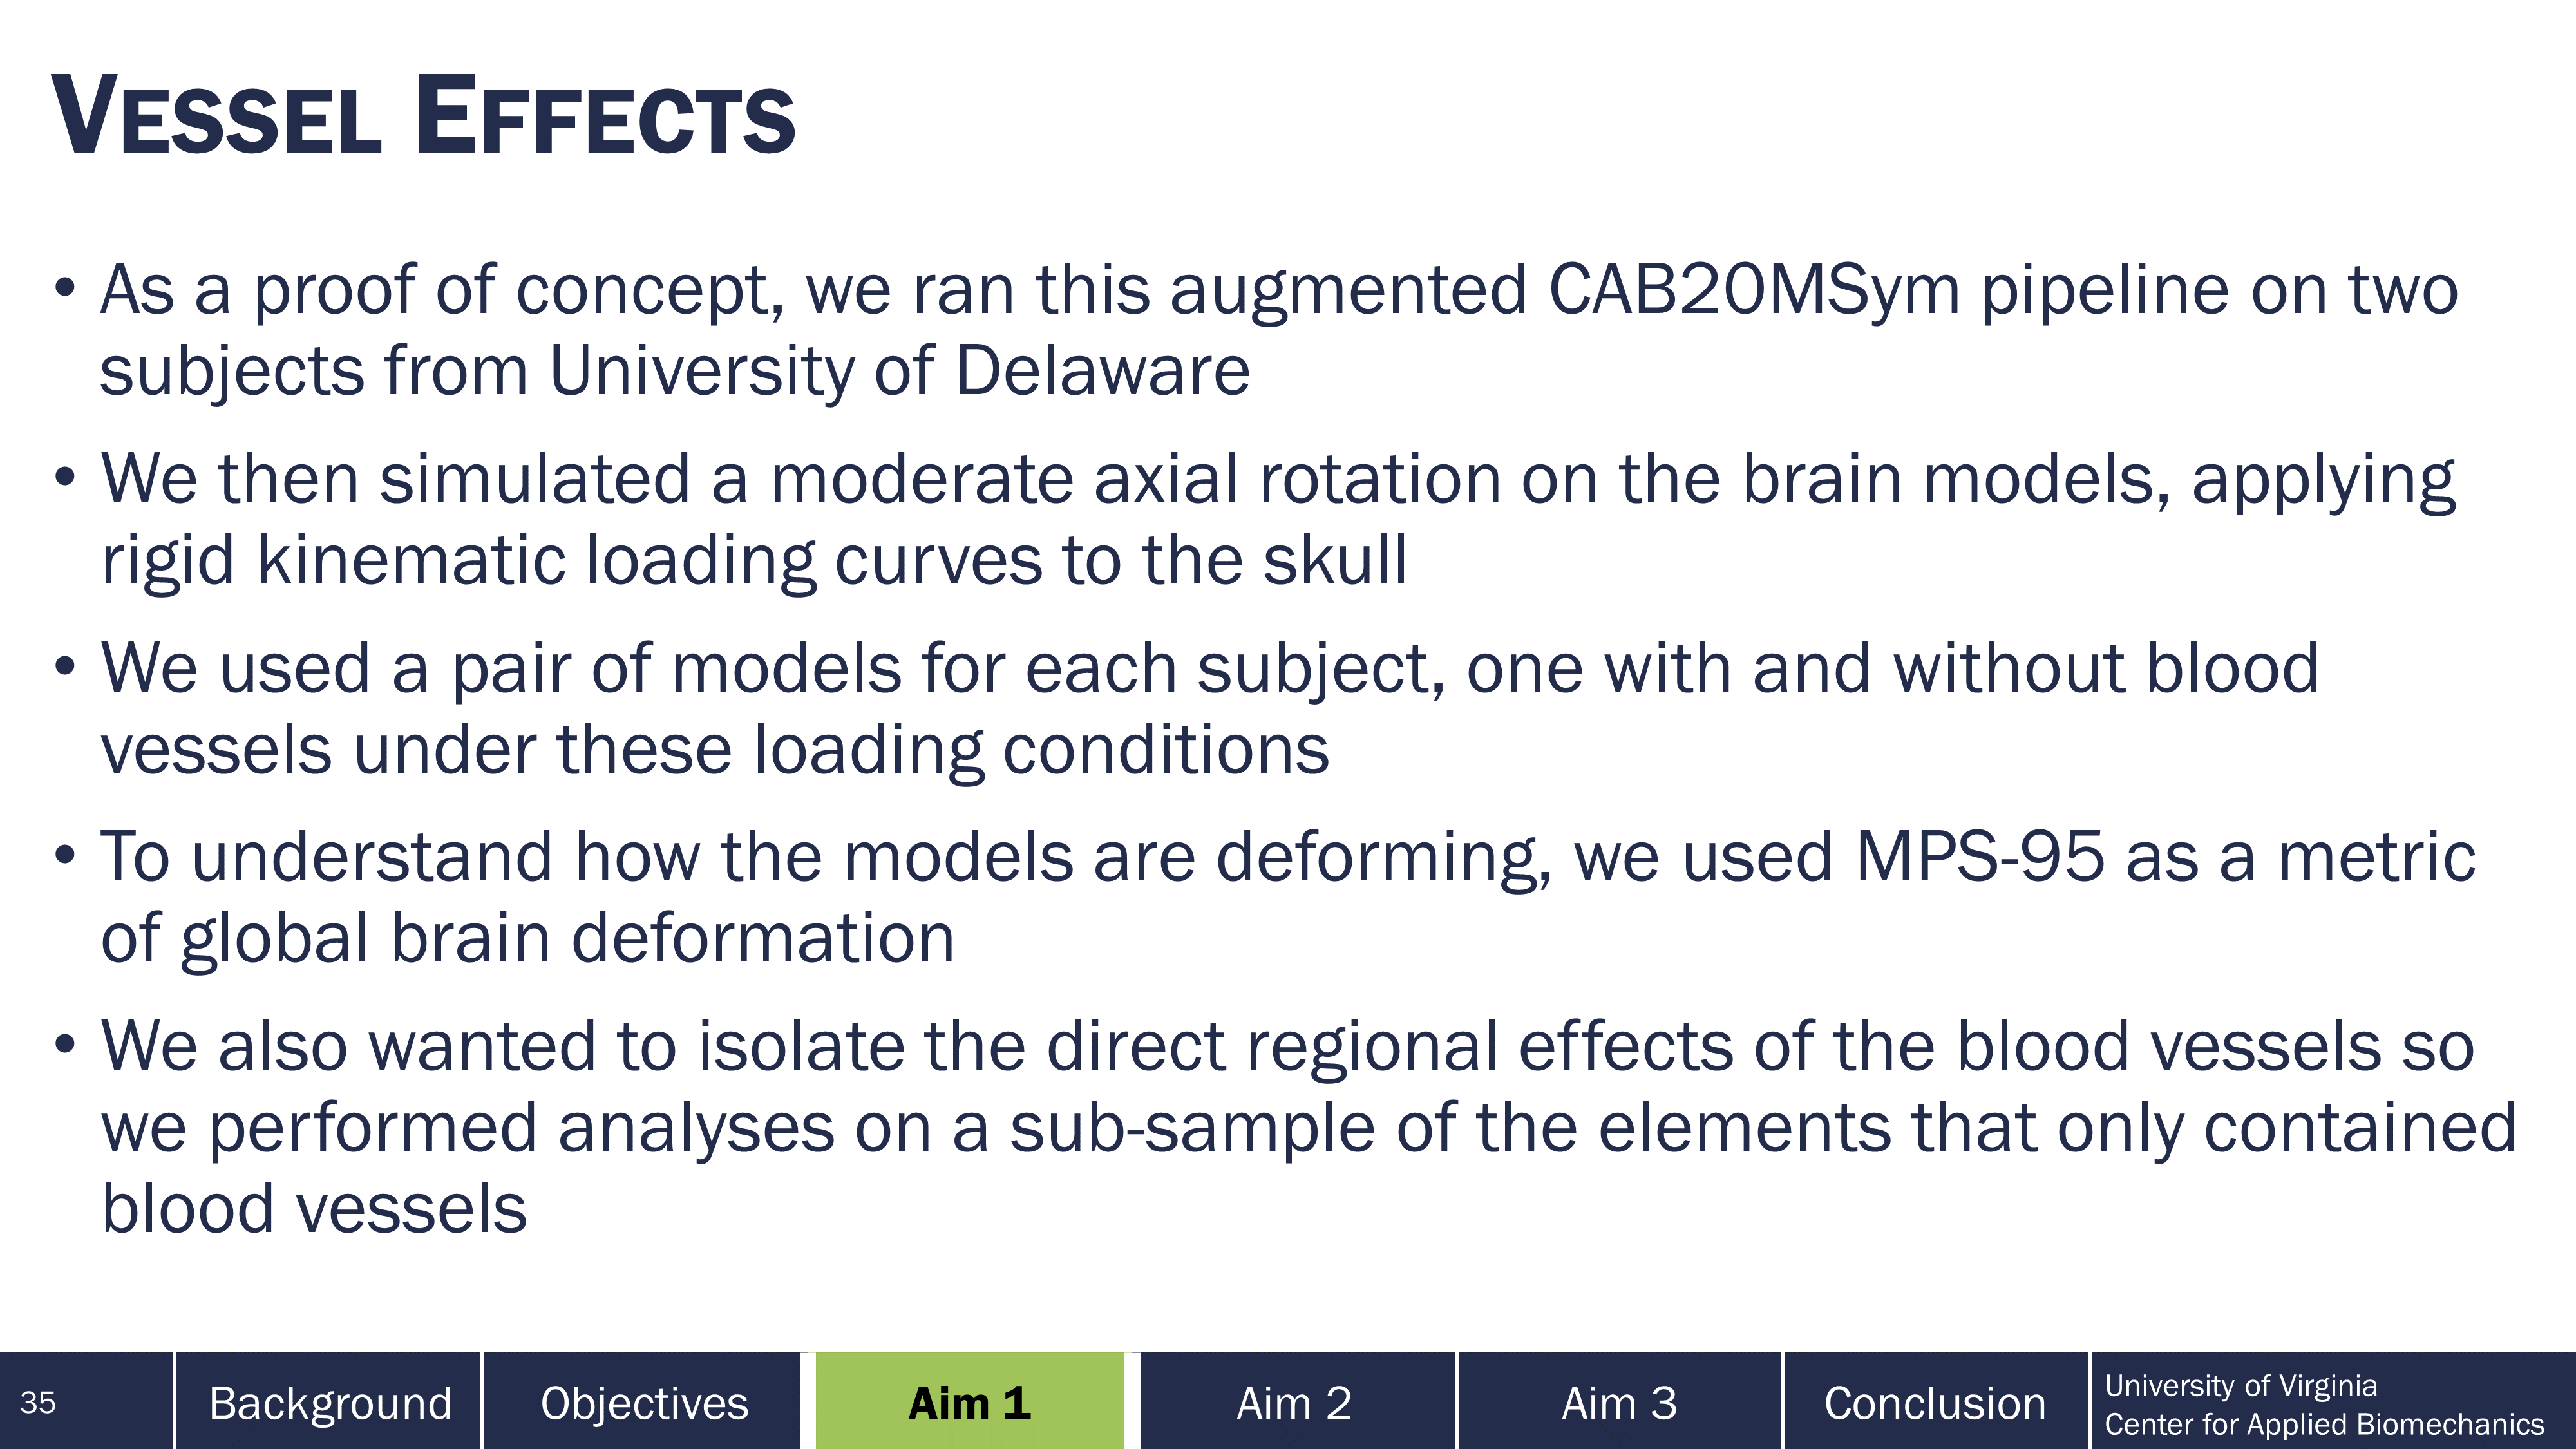 VESSEL EFFECTS
• As a proof of concept, we ran this augmented CAB20MSym pipeline on two
subjects from University of Delaware
• We then simulated a moderate axial rotation on the brain models, applying
rigid kinematic loading curves to the skull
• We used a pair of models for each subject, one with and without blood
vessels under these loading conditions
• To understand how the models are deforming, we used MPS-95 as a metric
of global brain deformation
• We also wanted to isolate the direct regional effects of the blood vessels so
we performed analyses on a sub-sample of the elements that only contained
blood vessels
35
Background
Objectives
Aim 1
Aim 2
Aim 3
Conclusion
University of Virginia
Center for Applied Biomechanics